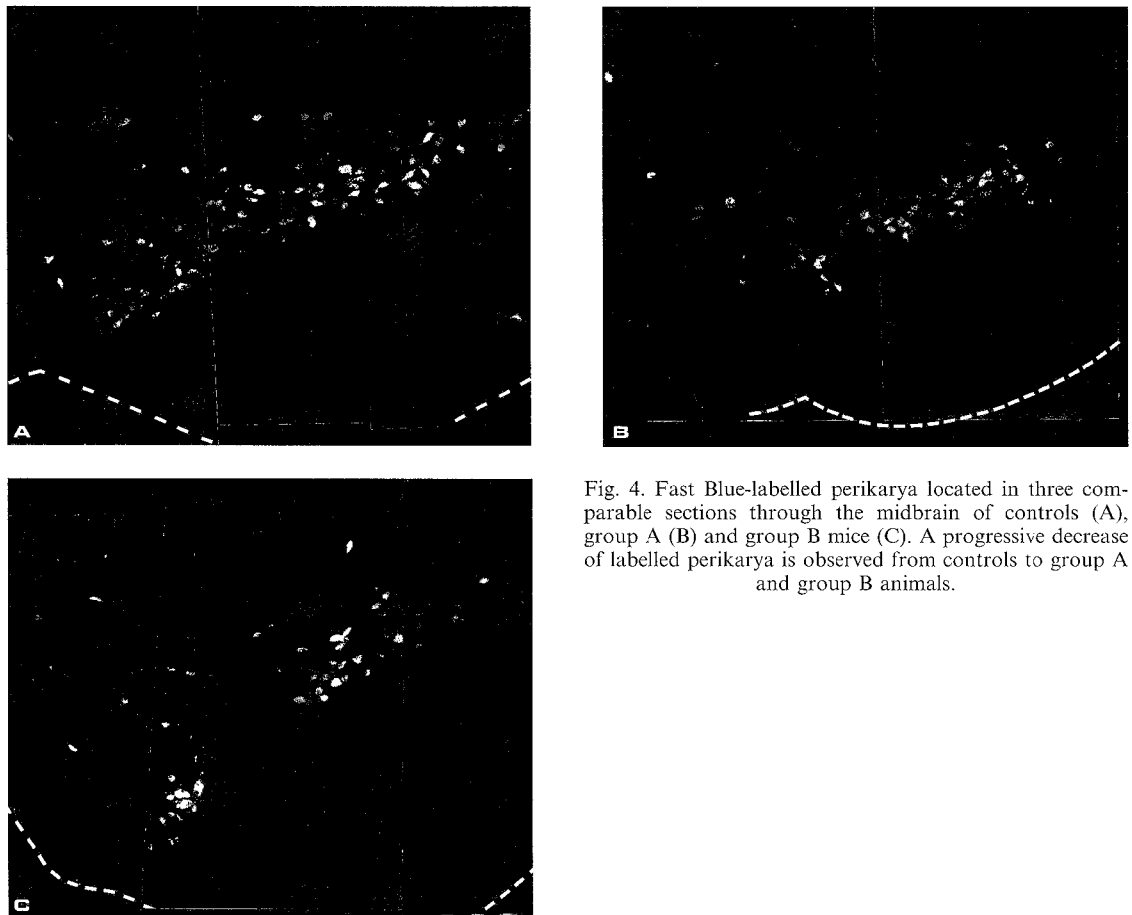 A
B
Fig. 4. Fast Blue-labelled perikarya located in three com-
parable sections through the midbrain of controls (A),
group A (B) and group B mice (C). A progressive decrease
of labelled perikarya is observed from controls to group A
and group B animals.
C